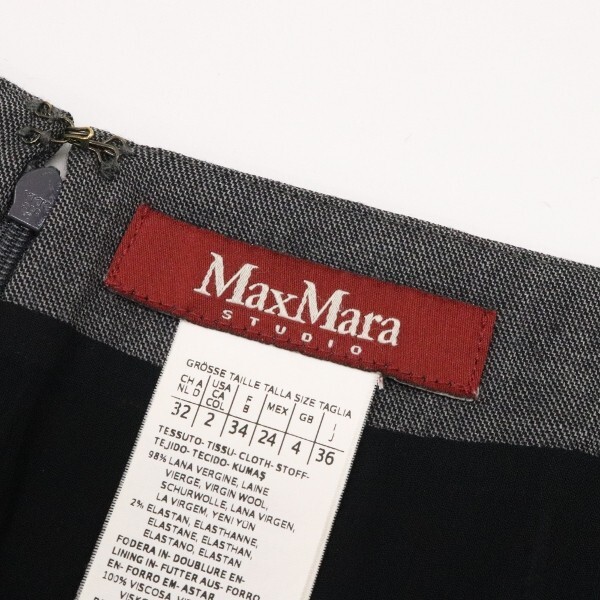 MaxMara
STUDIO
GRÖSSE TAILLE TALLA SIZE TAGLIA
CH A NL D USA CA COL F B MEX GB I J
32 2 34 24 4 36
TESSUTO-TISSU-CLOTH-STOFF-
TEJIDO-TECIDO-KUMAŞ
98% LANA VERGINE, LAINE
VIERGE, VIRGIN WOOL,
SCHURWOLLE, LANA VIRGEN,
LA VIRGEM, YENI YÜN
2% ELASTAN, ELASTHANNE,
ELASTANE, ELASTHAN,
ELASTANO, ELASTAN
FODERA IN-DOUBLURE EN-
LINING IN-FUTTER AUS-FORRO
EN-FORRO EM-ASTAR
100% VISCOSA, VI